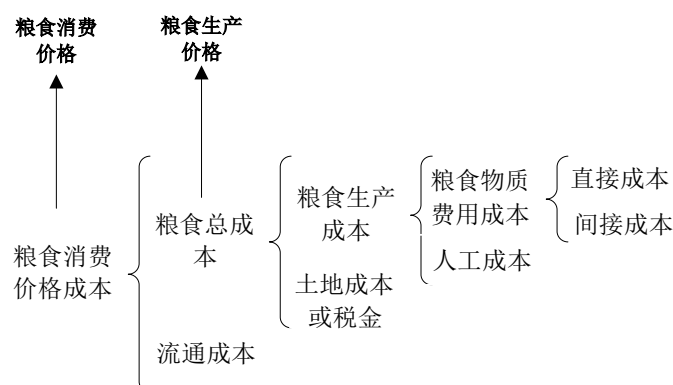 粮食消费
价格
粮食生产
价格
粮食消费
价格成本
粮食总成
本
流通成本
粮食生产
成本
土地成本
或税金
粮食物质
费用成本
人工成本
直接成本
间接成本